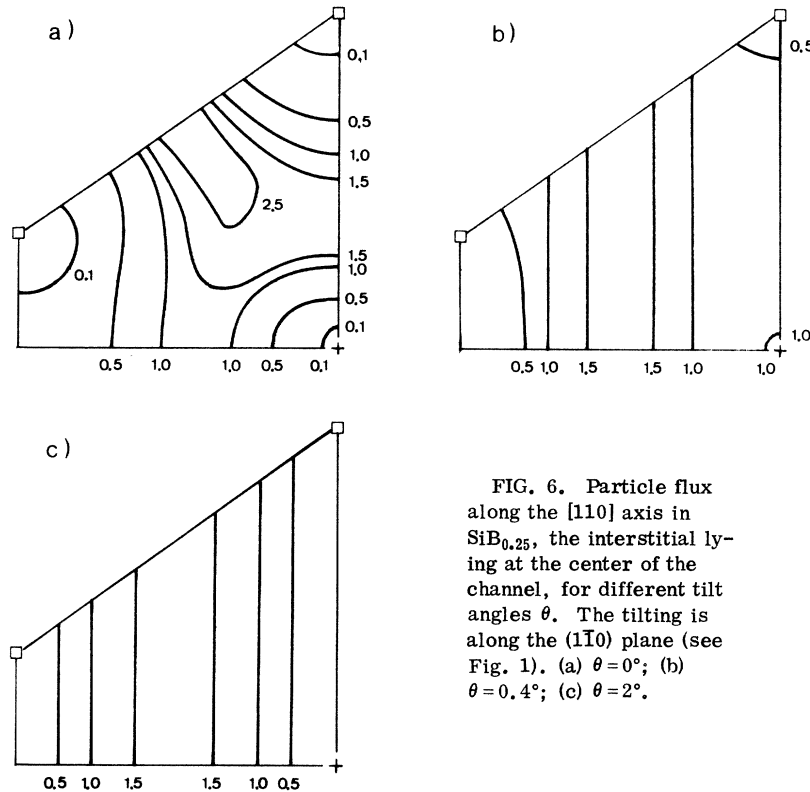 a)
0.1
0.5
1.0
1.5
2.5
0.1
1.5
1.0
0.5
0.1
0.5 1.0 1.0 0.5 0.1
b)
0.5
1.0
0.5 1.0 1.5 1.5 1.0 1.0
c)
0.5 1.0 1.5 1.5 1.0 0.5
FIG. 6. Particle flux
along the [110] axis in
SiB₀.₂₅, the interstitial ly-
ing at the center of the
channel, for different tilt
angles θ. The tilting is
along the (11̅0) plane (see
Fig. 1). (a) θ = 0°; (b)
θ = 0.4°; (c) θ = 2°.